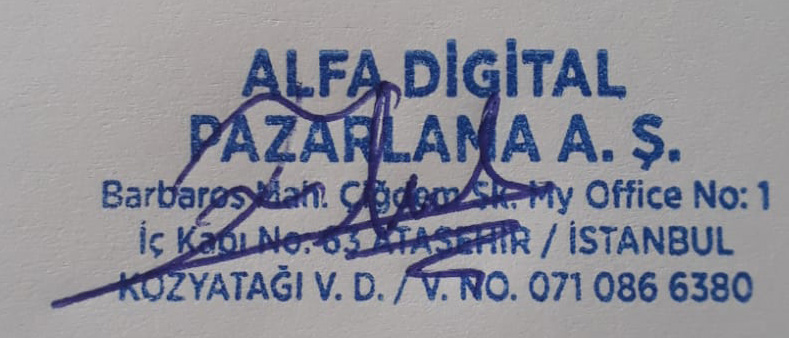 ALFA DİGİTAL
PAZARLAMA A. Ş.
Barbaros Mah. Çiğdem Sk. My Office No: 1
İç Kapı No: 63 ATAŞEHİR / İSTANBUL
KOZYATAĞI V. D. / V. NO. 071 086 6380